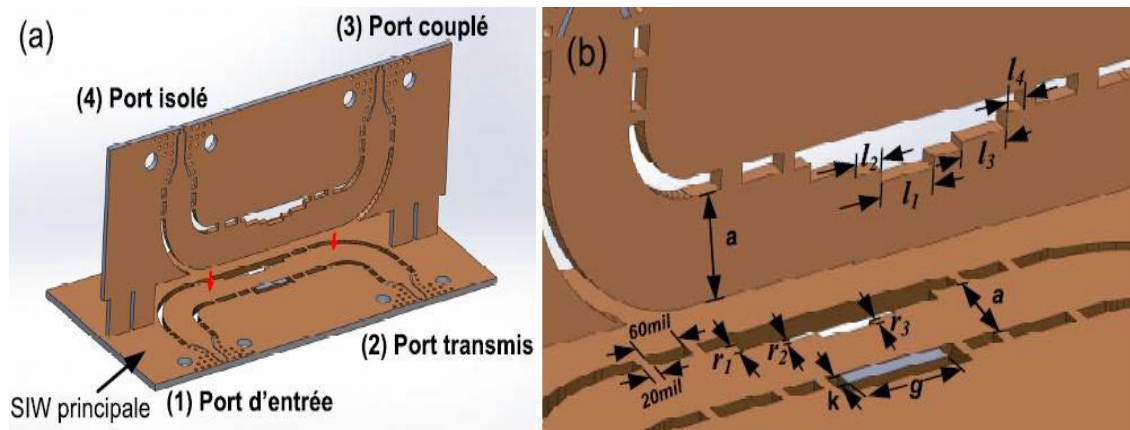 (a)
(3) Port couplé
(4) Port isolé
(2) Port transmis
SIW principale
(1) Port d'entrée
(b)
l4
l2
l3
l1
a
a
60mil
r3
r1
r2
20mil
k
g